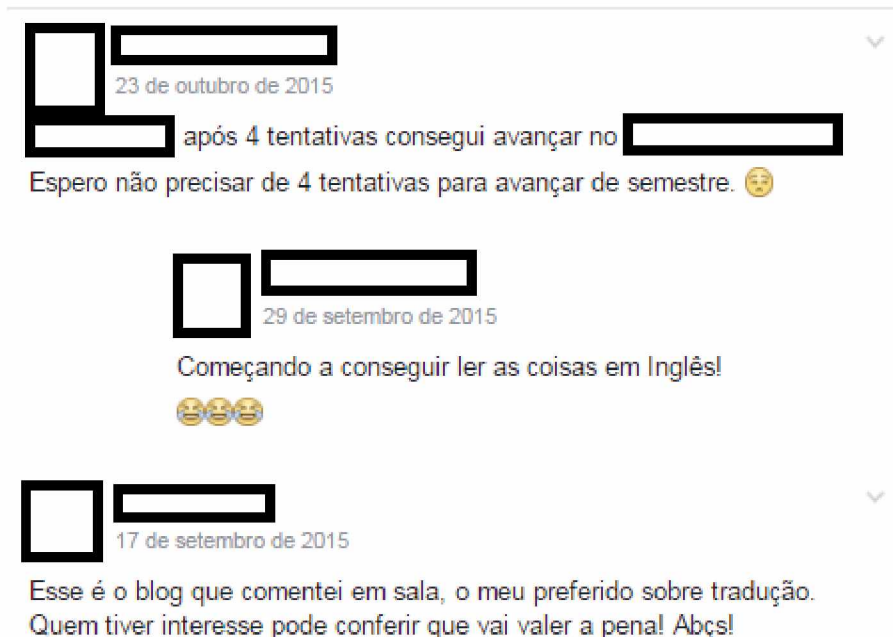 23 de outubro de 2015
após 4 tentativas consegui avançar no
Espero não precisar de 4 tentativas para avançar de semestre.
29 de setembro de 2015
Começando a conseguir ler as coisas em Inglês!
17 de setembro de 2015
Esse é o blog que comentei em sala, o meu preferido sobre tradução.
Quem tiver interesse pode conferir que vai valer a pena! Abçs!